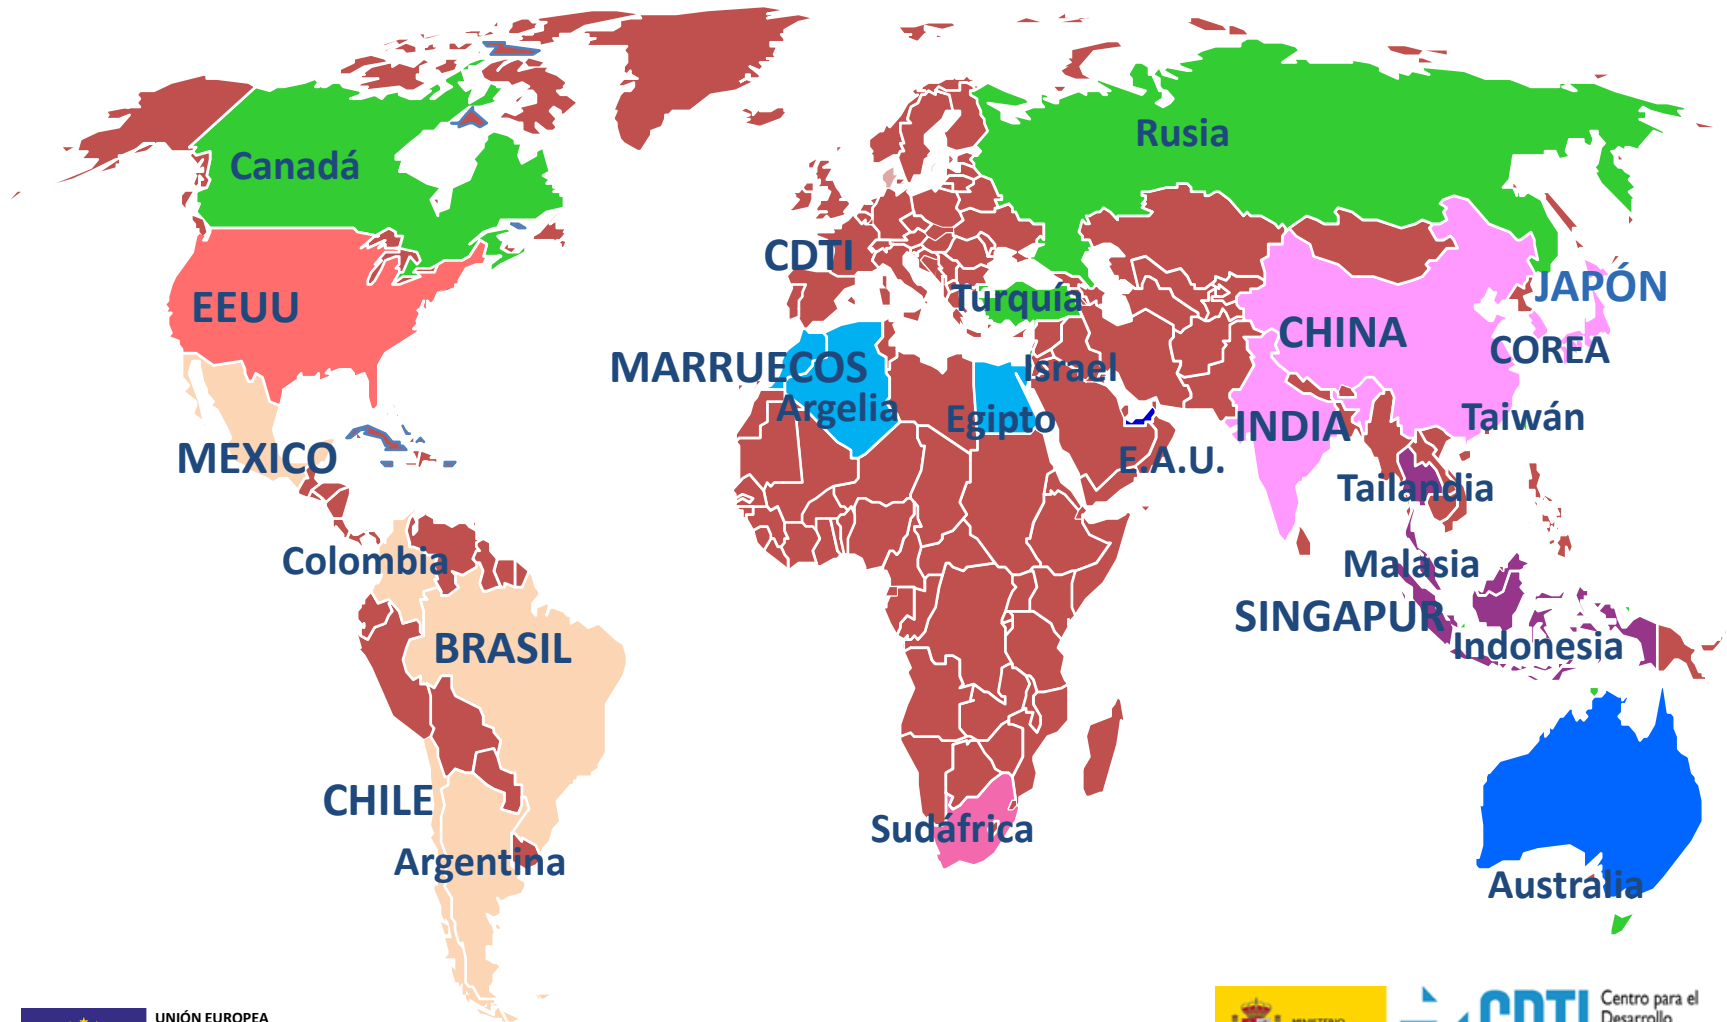 Rusia
Canadá
CDTI
EEUU
Turquía
JAPÓN
CHINA
COREA
MARRUECOS
Israel
Argelia
Egipto
INDIA
Taiwán
MEXICO
E.A.U.
Tailandia
Colombia
Malasia
SINGAPUR
BRASIL
Indonesia
CHILE
Sudáfrica
Argentina
Australia
UNIÓN EUROPEA
MINISTERIO
CDTI
Centro para el
Desarrollo